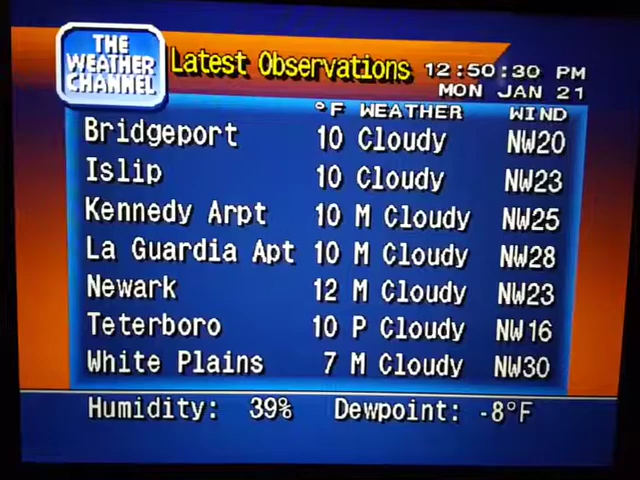 THE
WEATHER
CHANNEL
Latest Observations 12:50:30 PM
MON JAN 21
°F WEATHER WIND
Bridgeport 10 Cloudy NW20
Islip 10 Cloudy NW23
Kennedy Arpt 10 M Cloudy NW25
La Guardia Apt 10 M Cloudy NW28
Newark 12 M Cloudy NW23
Teterboro 10 P Cloudy NW16
White Plains 7 M Cloudy NW30
Humidity: 39% Dewpoint: -8°F